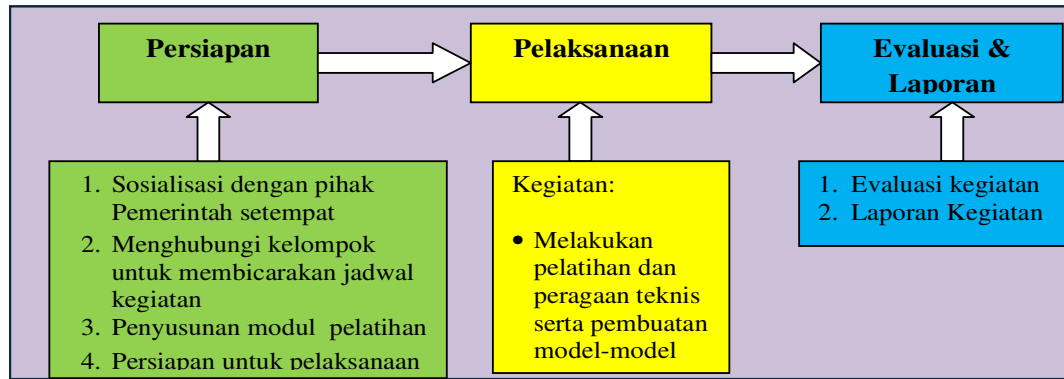 Persiapan
Pelaksanaan
Evaluasi &
Laporan
1. Sosialisasi dengan pihak
Pemerintah setempat
2. Menghubungi kelompok
untuk membicarakan jadwal
kegiatan
3. Penyusunan modul pelatihan
4. Persiapan untuk pelaksanaan
Kegiatan:
• Melakukan
pelatihan dan
peragaan teknis
serta pembuatan
model-model
1. Evaluasi kegiatan
2. Laporan Kegiatan